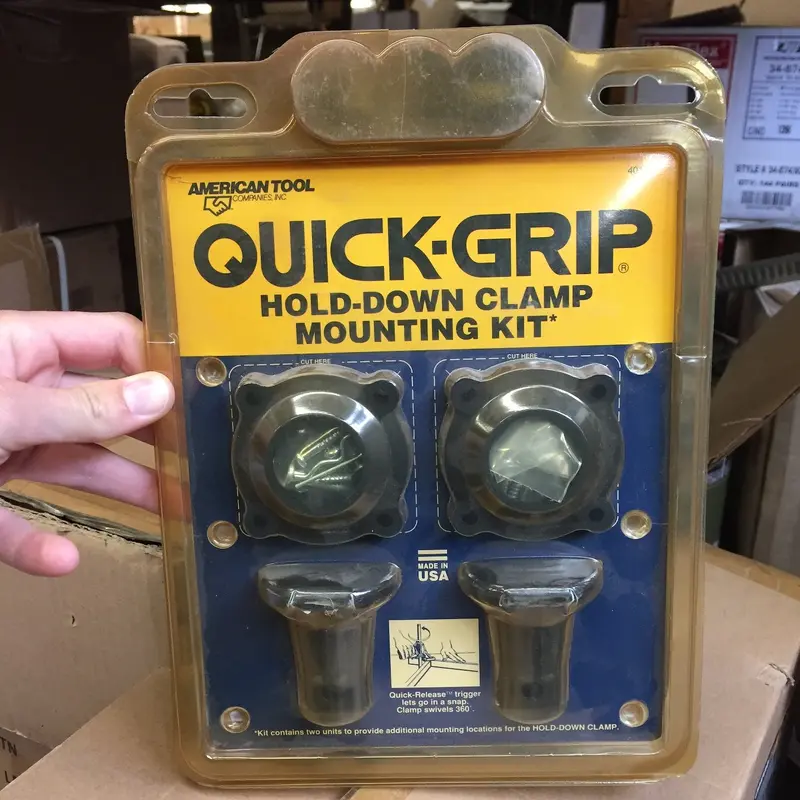 AMERICAN TOOL
COMPANIES, INC
40
QUICK-GRIP®
HOLD-DOWN CLAMP
MOUNTING KIT*
CUT HERE
CUT HERE
MADE IN
USA
Quick-Release™ trigger
lets go in a snap.
Clamp swivels 360°.
*Kit contains two units to provide additional mounting locations for the HOLD-DOWN CLAMP.